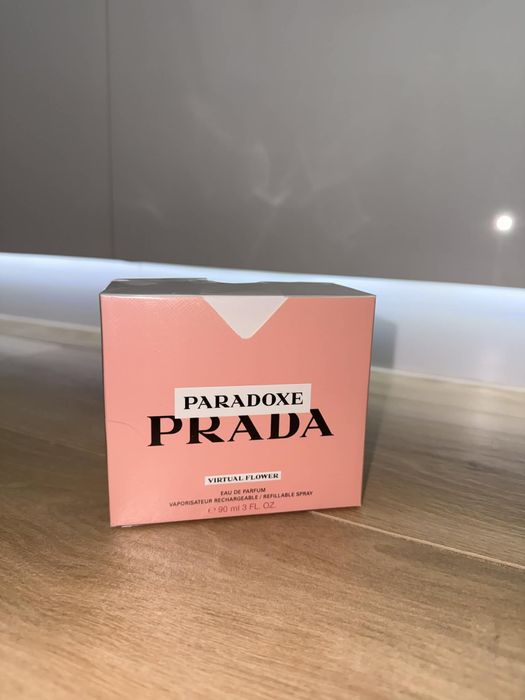 PARADOXE
PRADA
VIRTUAL FLOWER
EAU DE PARFUM
VAPORISATEUR RECHARGEABLE / REFILLABLE SPRAY
℮ 90 ml 3 FL. OZ.